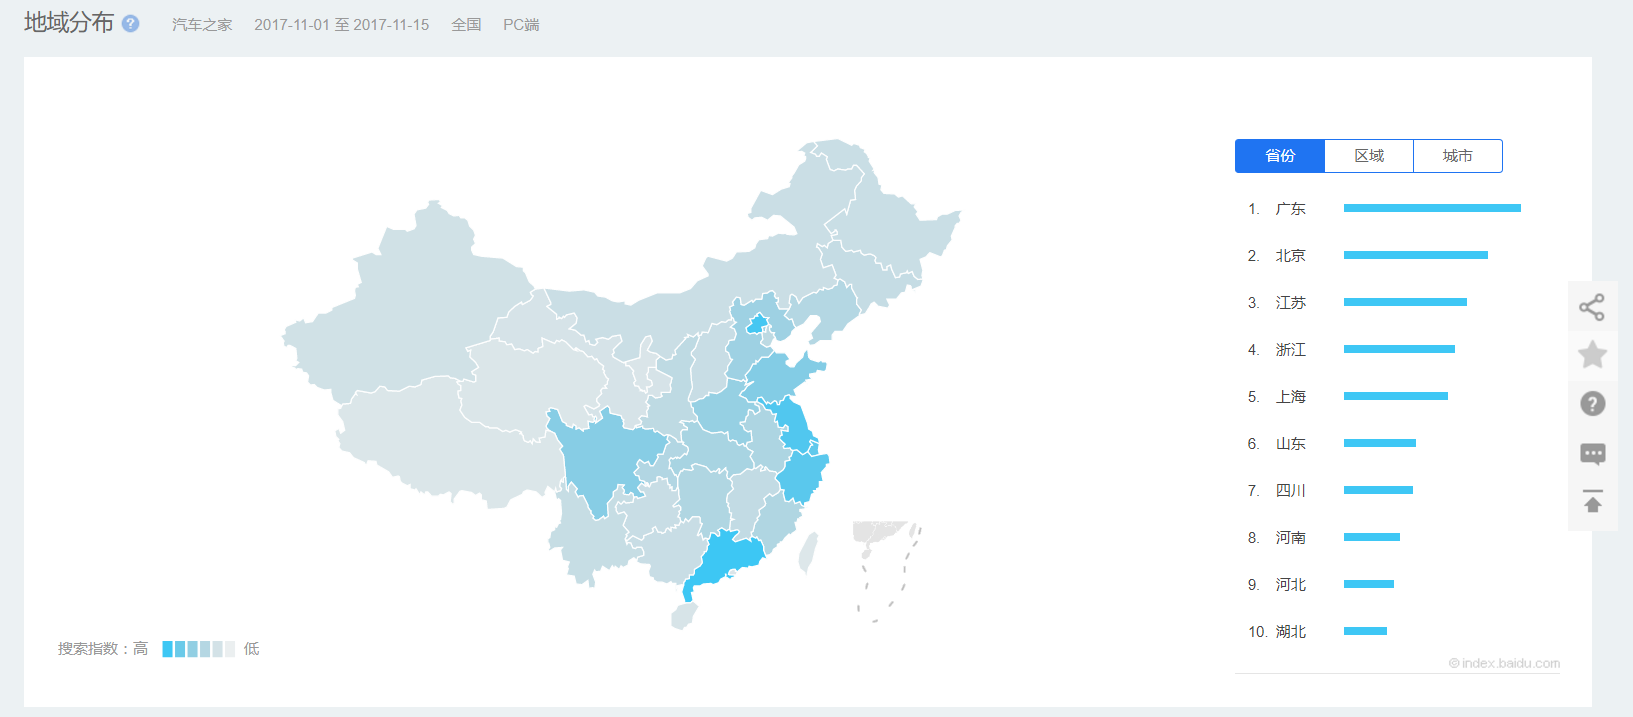 地域分布 ? 汽车之家 2017-11-01 至 2017-11-15 全国 PC端
省份 区域 城市
1. 广东
2. 北京
3. 江苏
4. 浙江
5. 上海
6. 山东
7. 四川
8. 河南
9. 河北
10. 湖北
搜索指数：高 低
© index.baidu.com
?